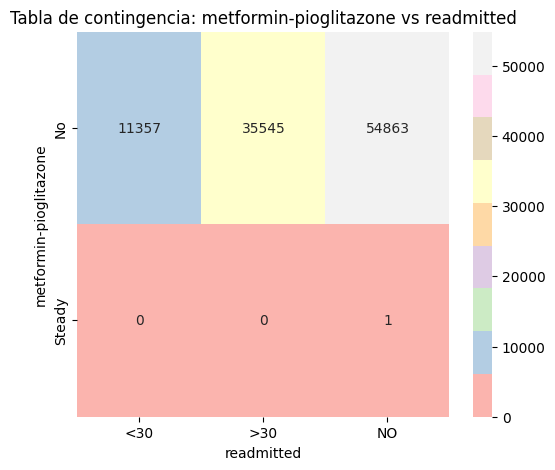 Tabla de contingencia: metformin-pioglitazone vs readmitted
metformin-pioglitazone
No
Steady
11357 35545 54863
0 0 1
<30 >30 NO
readmitted
50000
40000
30000
20000
10000
0